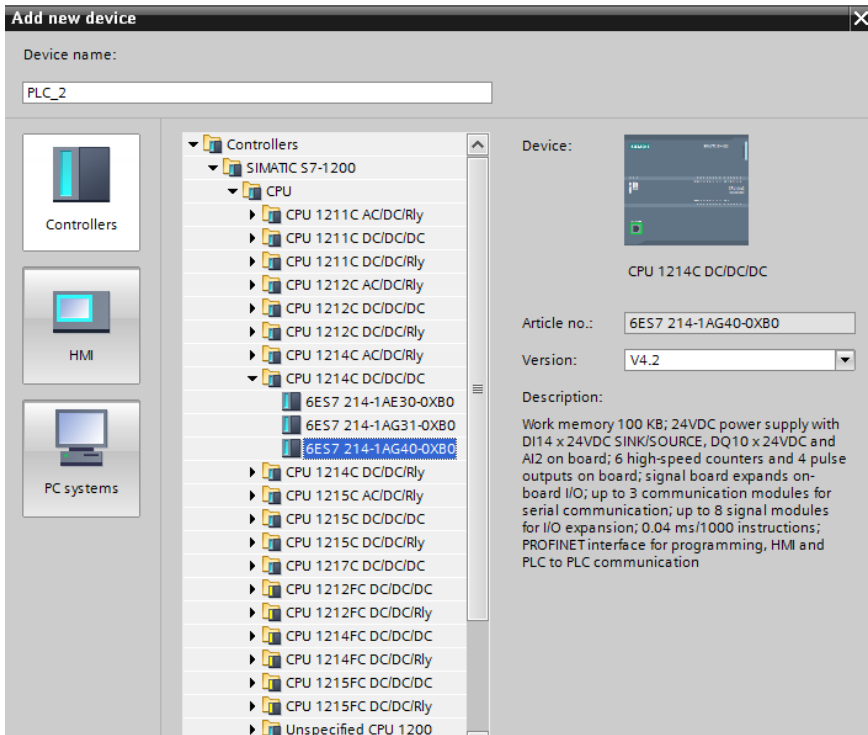 Add new device
Device name:
PLC_2
Controllers
HMI
PC systems
Controllers
SIMATIC S7-1200
CPU
CPU 1211C AC/DC/Rly
CPU 1211C DC/DC/DC
CPU 1211C DC/DC/Rly
CPU 1212C AC/DC/Rly
CPU 1212C DC/DC/DC
CPU 1212C DC/DC/Rly
CPU 1214C AC/DC/Rly
CPU 1214C DC/DC/DC
6ES7 214-1AE30-0XB0
6ES7 214-1AG31-0XB0
6ES7 214-1AG40-0XB0
CPU 1214C DC/DC/Rly
CPU 1215C AC/DC/Rly
CPU 1215C DC/DC/DC
CPU 1215C DC/DC/Rly
CPU 1217C DC/DC/DC
CPU 1212FC DC/DC/DC
CPU 1212FC DC/DC/Rly
CPU 1214FC DC/DC/DC
CPU 1214FC DC/DC/Rly
CPU 1215FC DC/DC/DC
CPU 1215FC DC/DC/Rly
Unspecified CPU 1200
Device:
CPU 1214C DC/DC/DC
Article no.: 6ES7 214-1AG40-0XB0
Version: V4.2
Description:
Work memory 100 KB; 24VDC power supply with
DI14 x 24VDC SINK/SOURCE, DQ10 x 24VDC and
AI2 on board; 6 high-speed counters and 4 pulse
outputs on board; signal board expands on-
board I/O; up to 3 communication modules for
serial communication; up to 8 signal modules
for I/O expansion; 0.04 ms/1000 instructions;
PROFINET interface for programming, HMI and
PLC to PLC communication